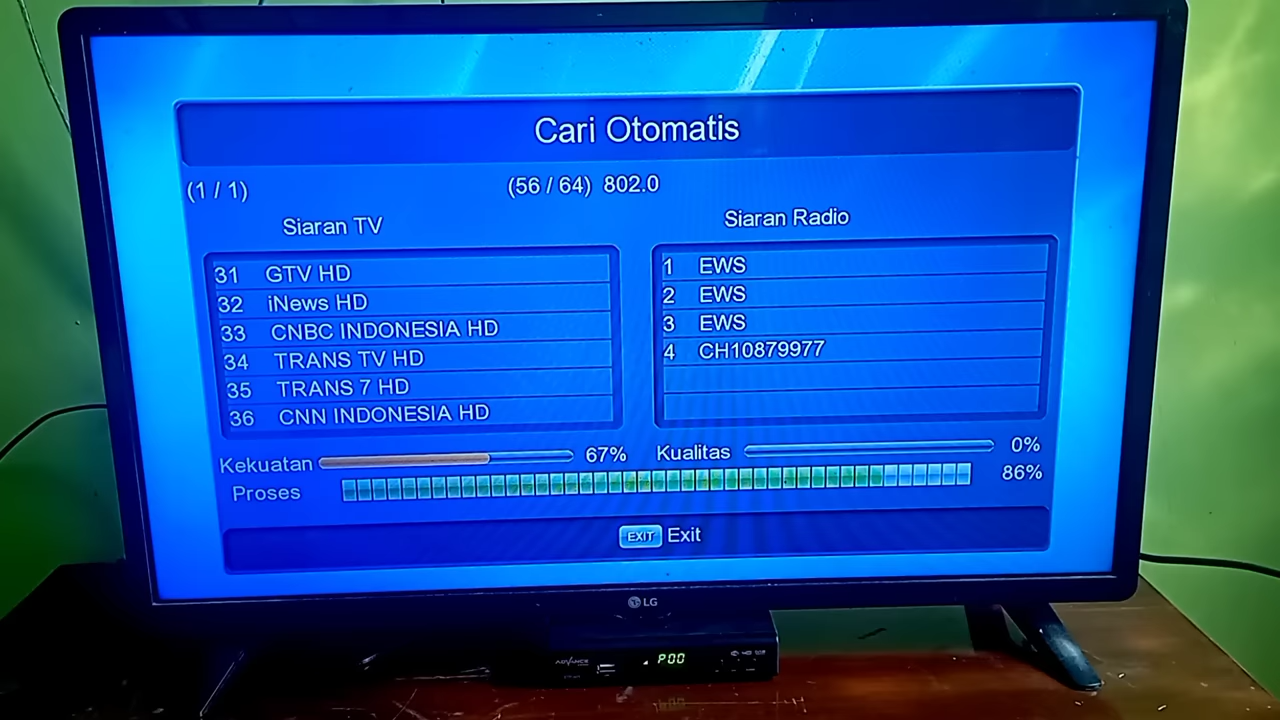 Cari Otomatis
(1 / 1)
(56 / 64) 802.0
Siaran TV
Siaran Radio
31 GTV HD
32 iNews HD
33 CNBC INDONESIA HD
34 TRANS TV HD
35 TRANS 7 HD
36 CNN INDONESIA HD
1 EWS
2 EWS
3 EWS
4 CH10879977
Kekuatan 67%
Kualitas 0%
Proses 86%
EXIT Exit
LG
ADVANCE
P00